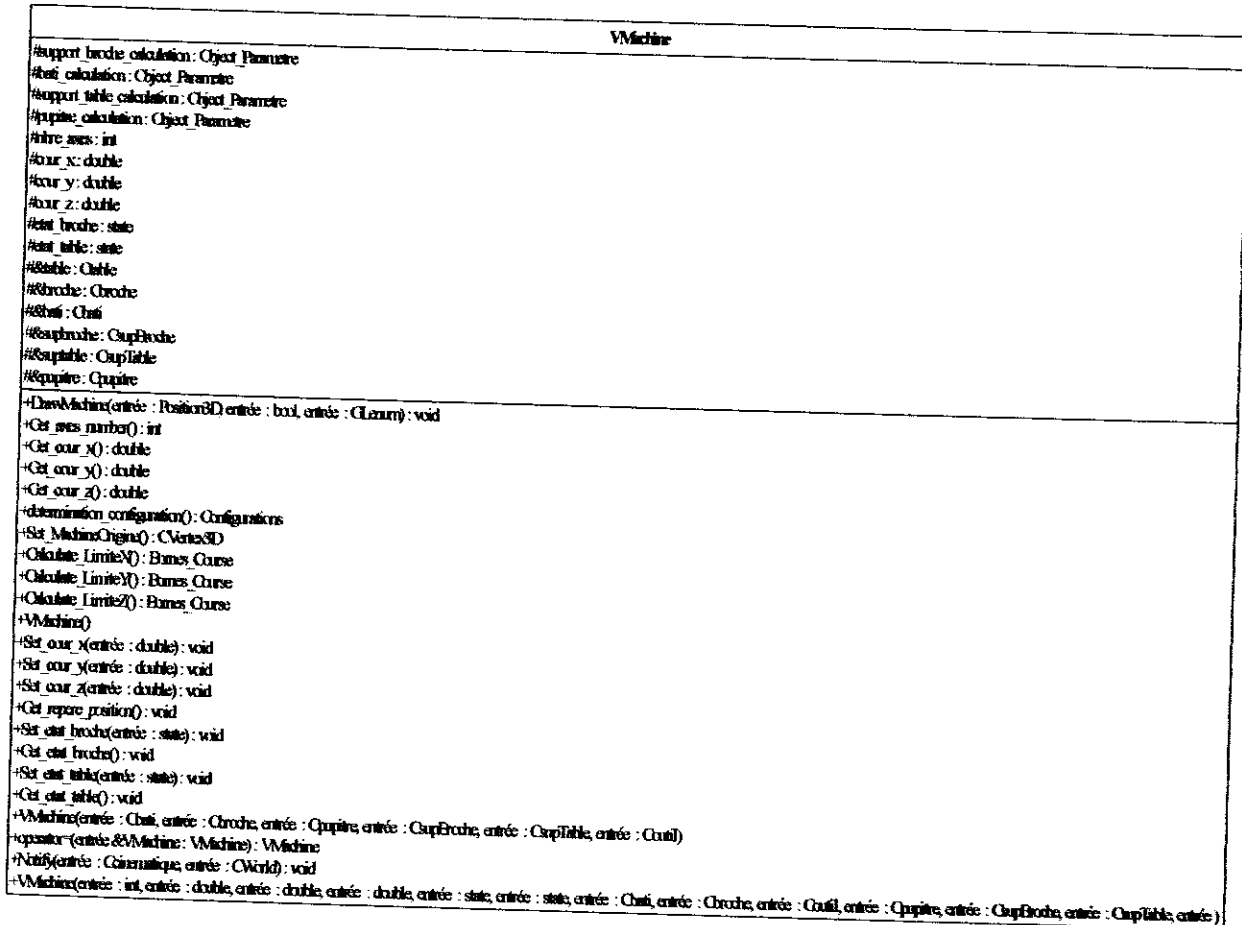 VMachine
#support_broche_calculation : Object_Parametre
#bati_calculation : Object_Parametre
#support_table_calculation : Object_Parametre
#pupitre_calculation : Object_Parametre
#nbre_axes : int
#cour_x : double
#cour_y : double
#cour_z : double
#etat_broche : state
#etat_table : state
#&table : Ctable
#&broche : Cbroche
#&bati : Cbati
#&supbroche : CsupBroche
#&suptable : CsupTable
#&pupitre : Cpupitre
+DrawMachine(entrée : Position3D, entrée : bool, entrée : GLenum) : void
+Get_axes_number() : int
+Get_cour_x() : double
+Get_cour_y() : double
+Get_cour_z() : double
+determination_configuration() : Configurations
+Set_MachineOrigine() : CVertex3D
+Calculate_LimiteX() : Bornes_Course
+Calculate_LimiteY() : Bornes_Course
+Calculate_LimiteZ() : Bornes_Course
+VMachine()
+Set_cour_x(entrée : double) : void
+Set_cour_y(entrée : double) : void
+Set_cour_z(entrée : double) : void
+Get_repere_position() : void
+Set_etat_broche(entrée : state) : void
+Get_etat_broche() : void
+Set_etat_table(entrée : state) : void
+Get_etat_table() : void
+VMachine(entrée : Cbati, entrée : Cbroche, entrée : Cpupitre, entrée : CsupBroche, entrée : CsupTable, entrée : Coutil)
+operator=(entrée &VMachine : VMachine) : VMachine
+Notify(entrée : Ccinematique, entrée : CWorld) : void
+VMachine(entrée : int, entrée : double, entrée : double, entrée : double, entrée : state, entrée : state, entrée : Cbati, entrée : Cbroche, entrée : Coutil, entrée : Cpupitre, entrée : CsupBroche, entrée : CsupTable, entrée )